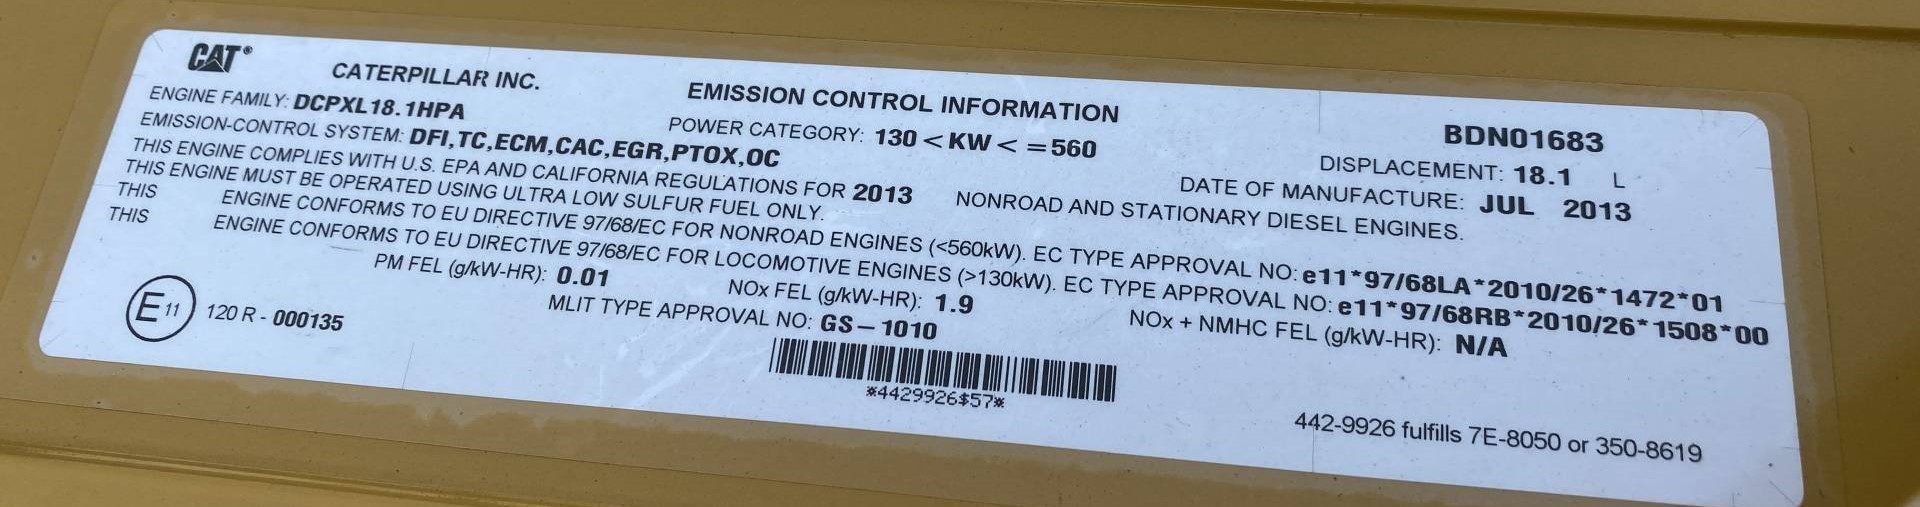 CAT®
CATERPILLAR INC.
EMISSION CONTROL INFORMATION
BDN01683
ENGINE FAMILY: DCPXL18.1HPA
POWER CATEGORY: 130 < KW < =560
DISPLACEMENT: 18.1 L
EMISSION-CONTROL SYSTEM: DFI,TC,ECM,CAC,EGR,PTOX,OC
DATE OF MANUFACTURE: JUL 2013
THIS ENGINE COMPLIES WITH U.S. EPA AND CALIFORNIA REGULATIONS FOR 2013 NONROAD AND STATIONARY DIESEL ENGINES.
THIS ENGINE MUST BE OPERATED USING ULTRA LOW SULFUR FUEL ONLY.
THIS ENGINE CONFORMS TO EU DIRECTIVE 97/68/EC FOR NONROAD ENGINES (<560kW). EC TYPE APPROVAL NO: e11*97/68LA*2010/26*1472*01
THIS ENGINE CONFORMS TO EU DIRECTIVE 97/68/EC FOR LOCOMOTIVE ENGINES (>130kW). EC TYPE APPROVAL NO: e11*97/68RB*2010/26*1508*00
PM FEL (g/kW-HR): 0.01 NOx FEL (g/kW-HR): 1.9 NOx + NMHC FEL (g/kW-HR): N/A
E11 120 R - 000135
MLIT TYPE APPROVAL NO: GS-1010
*4429926$57*
442-9926 fulfills 7E-8050 or 350-8619